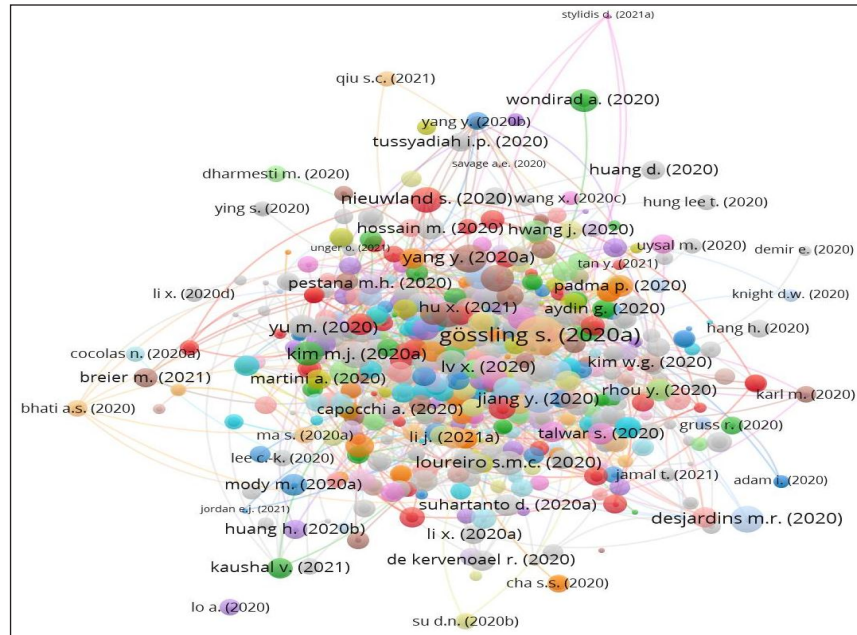 stylidis d. (2021a)
qiu s.c. (2021)
wondirad a. (2020)
yang y. (2020b)
tussyadiah i.p. (2020)
savage a.e. (2020)
huang d. (2020)
dharmesti m. (2020)
nieuwland s. (2020)
wang x. (2020c)
hung lee t. (2020)
ying s. (2020)
hossain m. (2020)
hwang j. (2020)
unger o. (2021)
uysal m. (2020)
demir e. (2020)
yang y. (2020a)
tan y. (2021)
pestana m.h. (2020)
padma p. (2020)
li x. (2020d)
knight d.w. (2020)
hu x. (2021)
aydin g. (2020)
yu m. (2020)
gössling s. (2020a)
hang h. (2020)
cocolas n. (2020a)
kim m.j. (2020a)
lv x. (2020)
kim w.g. (2020)
breier m. (2021)
martini a. (2020)
rhou y. (2020)
karl m. (2020)
bhati a.s. (2020)
capocchi a. (2020)
jiang y. (2020)
gruss r. (2020)
ma s. (2020a)
li j. (2021a)
talwar s. (2020)
lee c.-k. (2020)
loureiro s.m.c. (2020)
mody m. (2020a)
jamal t. (2021)
adam i. (2020)
jordan e.j. (2021)
suhartanto d. (2020a)
desjardins m.r. (2020)
huang h. (2020b)
li x. (2020a)
kaushal v. (2021)
de kervenoael r. (2020)
cha s.s. (2020)
lo a. (2020)
su d.n. (2020b)